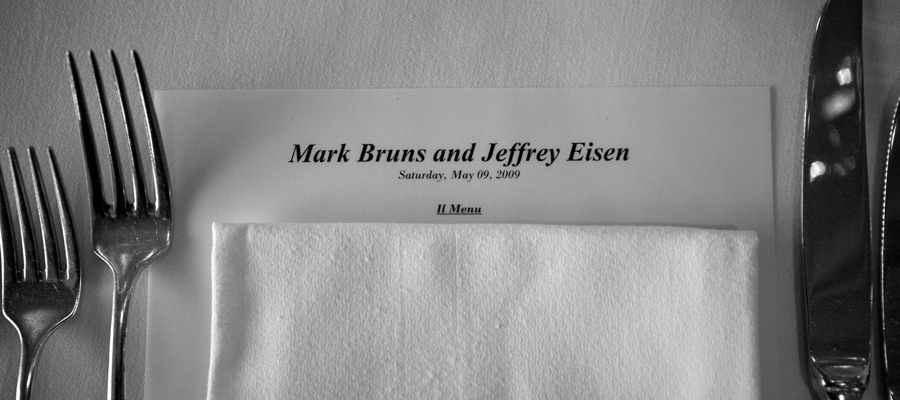 Mark Bruns and Jeffrey Eisen
Saturday, May 09, 2009
Il Menu